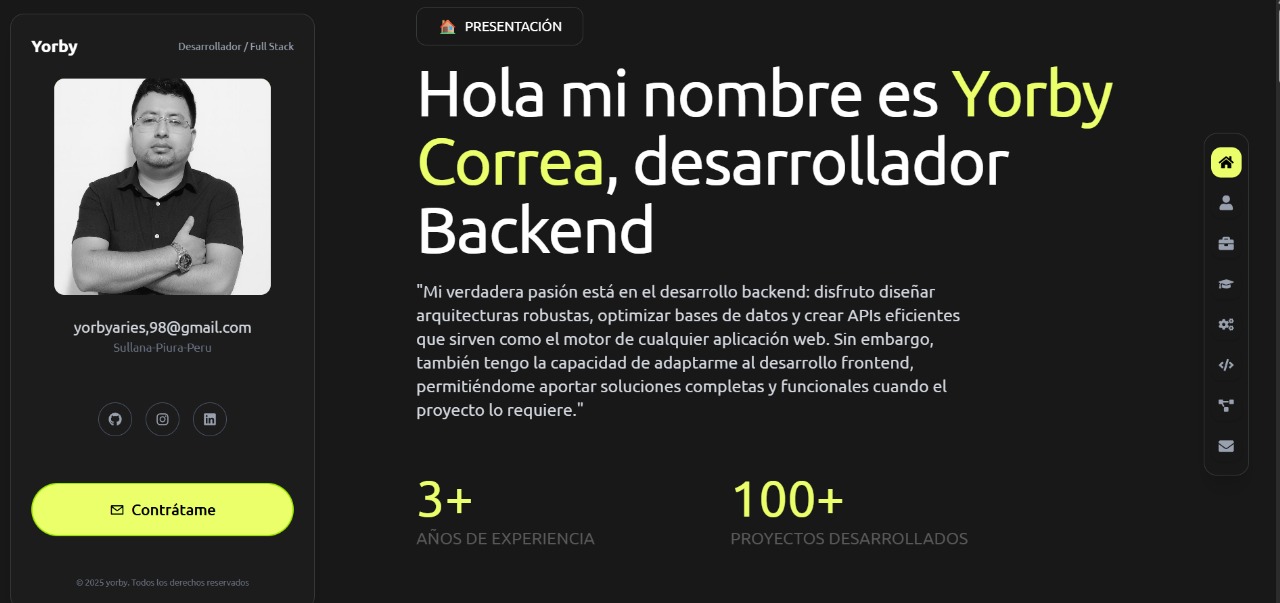 Yorby
Desarrollador / Full Stack
yorbyaries,98@gmail.com
Sullana-Piura-Peru
Contrátame
© 2025 yorby. Todos los derechos reservados
PRESENTACIÓN
Hola mi nombre es Yorby
Correa, desarrollador
Backend
"Mi verdadera pasión está en el desarrollo backend: disfruto diseñar
arquitecturas robustas, optimizar bases de datos y crear APIs eficientes
que sirven como el motor de cualquier aplicación web. Sin embargo,
también tengo la capacidad de adaptarme al desarrollo frontend,
permitiéndome aportar soluciones completas y funcionales cuando el
proyecto lo requiere."
3+
AÑOS DE EXPERIENCIA
100+
PROYECTOS DESARROLLADOS